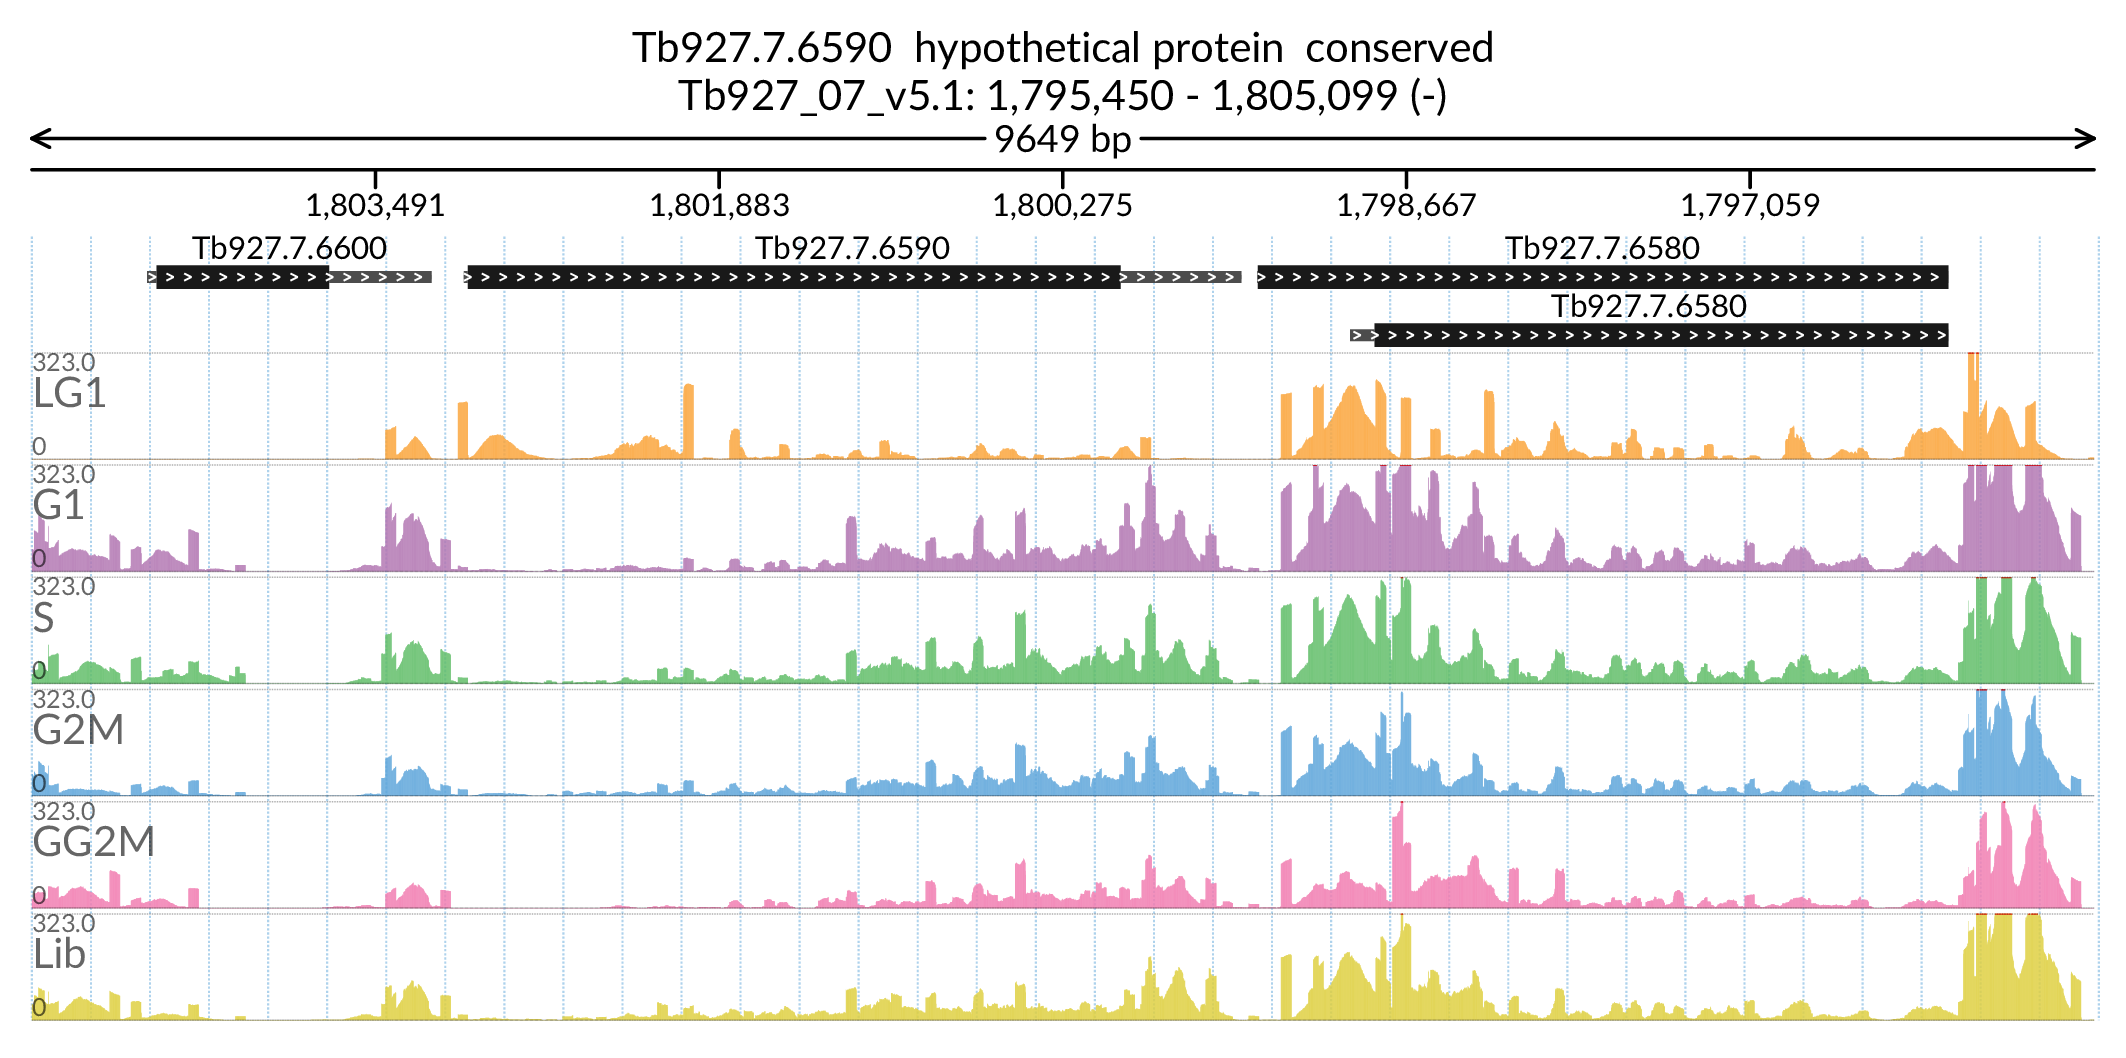 Tb927.7.6590  hypothetical protein  conserved
Tb927_07_v5.1: 1,795,450 - 1,805,099 (-)
9649 bp
1,803,491 1,801,883 1,800,275 1,798,667 1,797,059
Tb927.7.6600 Tb927.7.6590 Tb927.7.6580
Tb927.7.6580
323.0
LG1
0
323.0
G1
0
323.0
S
0
323.0
G2M
0
323.0
GG2M
0
323.0
Lib
0